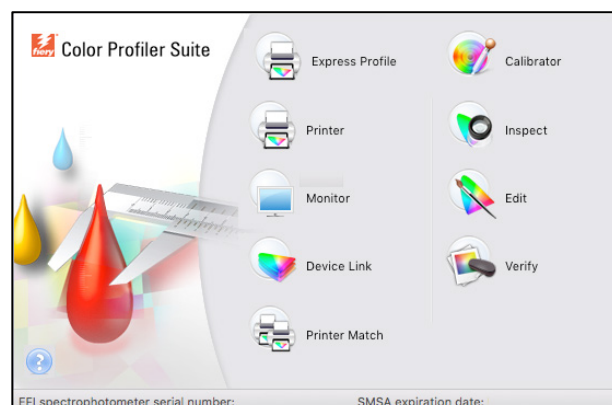 fiery Color Profiler Suite
Express Profile
Calibrator
Printer
Inspect
Monitor
Edit
Device Link
Verify
Printer Match
?
EFI spectrophotometer serial number:
SMSA expiration date: